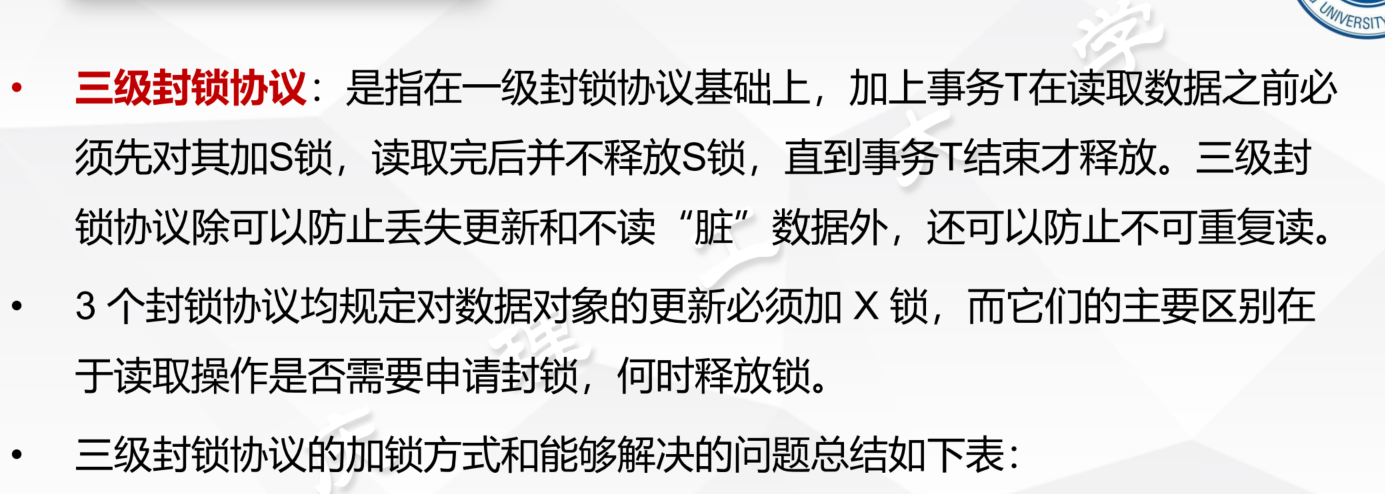 UNIVERSITY
• 三级封锁协议：是指在一级封锁协议基础上，加上事务T在读取数据之前必
须先对其加S锁，读取完后并不释放S锁，直到事务T结束才释放。三级封
锁协议除可以防止丢失更新和不读“脏”数据外，还可以防止不可重复读。
• 3 个封锁协议均规定对数据对象的更新必须加 X 锁，而它们的主要区别在
于读取操作是否需要申请封锁，何时释放锁。
• 三级封锁协议的加锁方式和能够解决的问题总结如下表：
理工大学